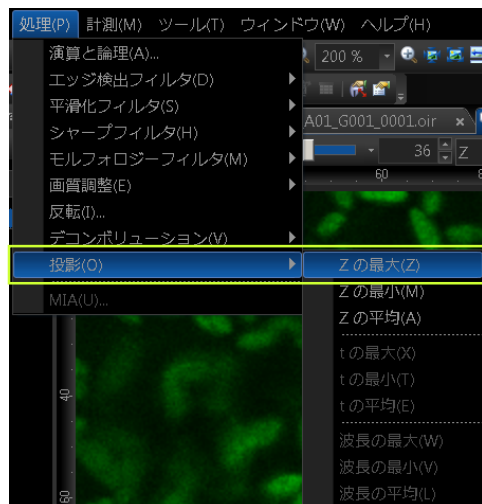 処理(P) 計測(M) ツール(T) ウィンドウ(W) ヘルプ(H)
演算と論理(A)...
200 %
エッジ検出フィルタ(D)
平滑化フィルタ(S)
シャープフィルタ(H)
A01_G001_0001.oir
モルフォロジーフィルタ(M)
36 Z
画質調整(E)
60
反転(I)...
デコンボリューション(V)
投影(O)
Z の最大(Z)
MIA(U)...
Z の最小(M)
Z の平均(A)
t の最大(X)
t の最小(T)
40
t の平均(E)
波長の最大(W)
波長の最小(V)
60
波長の平均(L)